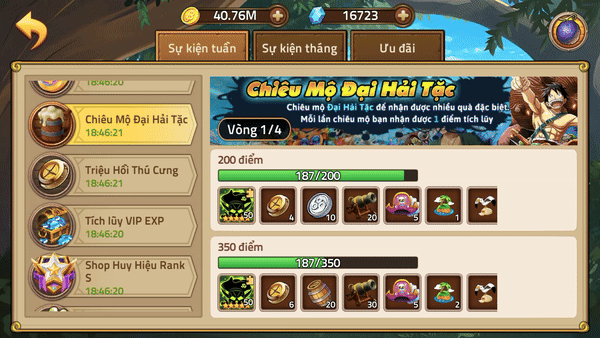 40.76M
16723
Sự kiện tuần
Sự kiện tháng
Ưu đãi
18:46:20
Chiêu Mộ Đại Hải Tặc
18:46:21
Triệu Hồi Thú Cưng
18:46:21
Tích lũy VIP EXP
18:46:20
Shop Huy Hiệu Rank
S
18:46:20
Chiêu Mộ Đại Hải Tặc
Chiêu mộ Đại Hải Tặc để nhận được nhiều quà đặc biệt.
Mỗi lần chiêu mộ bạn nhận được 1 điểm tích lũy
Vòng 1/4
200 điểm
187/200
50
4
10
20
5
1
350 điểm
187/350
50
6
20
30
5
2